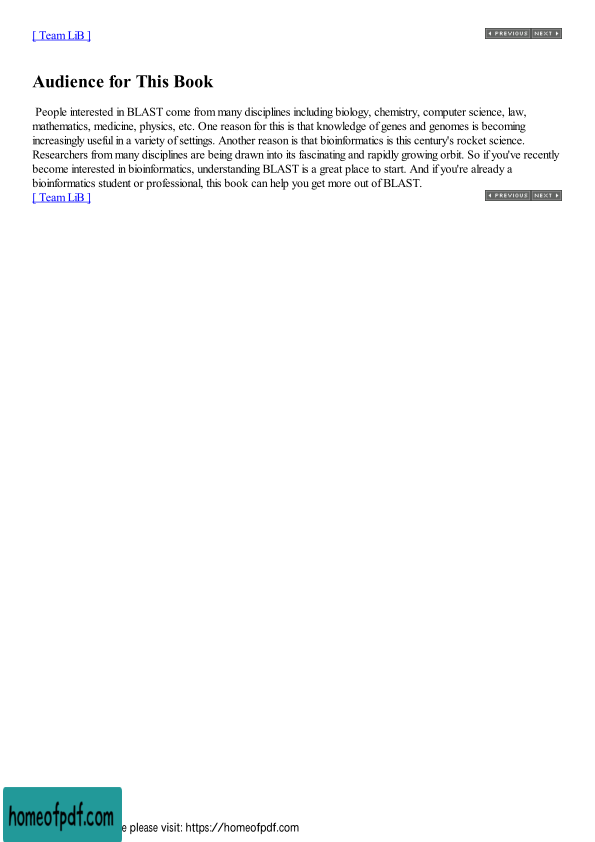 [ Team LiB ]
PREVIOUS NEXT
Audience for This Book
People interested in BLAST come from many disciplines including biology, chemistry, computer science, law,
mathematics, medicine, physics, etc. One reason for this is that knowledge of genes and genomes is becoming
increasingly useful in a variety of settings. Another reason is that bioinformatics is this century's rocket science.
Researchers from many disciplines are being drawn into its fascinating and rapidly growing orbit. So if you've recently
become interested in bioinformatics, understanding BLAST is a great place to start. And if you're already a
bioinformatics student or professional, this book can help you get more out of BLAST.
[ Team LiB ]
PREVIOUS NEXT
homeofpdf.com
e please visit: https://homeofpdf.com